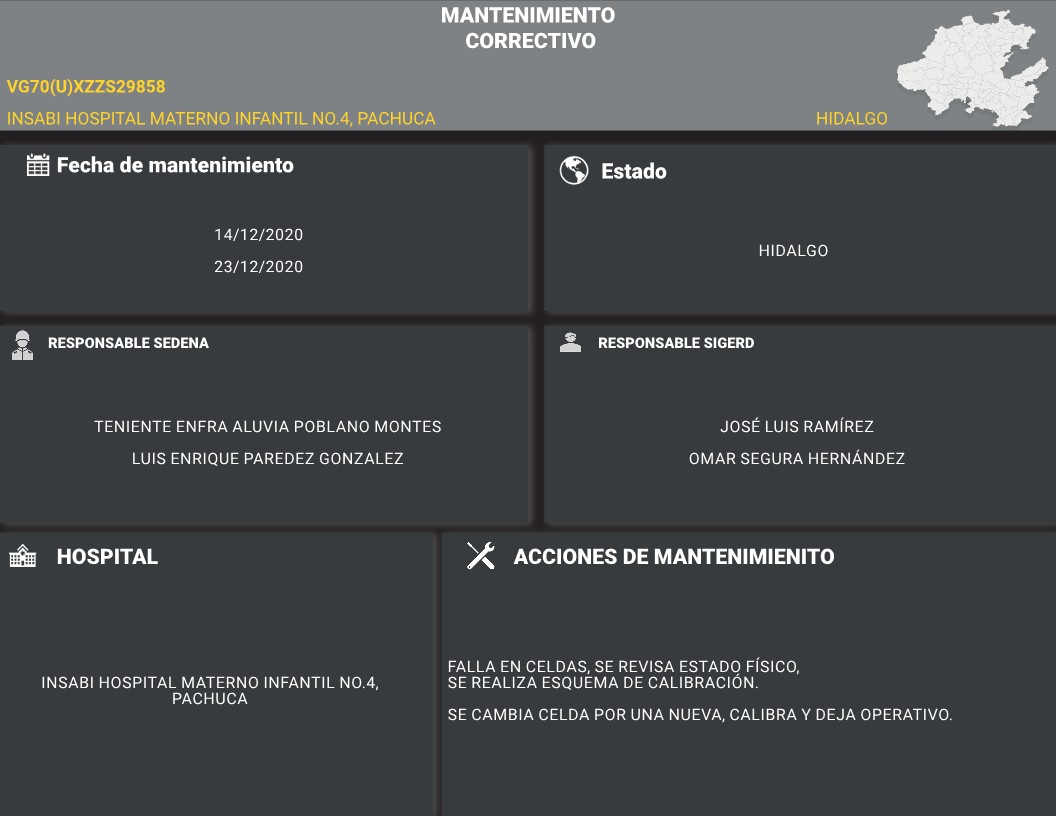 MANTENIMIENTO
CORRECTIVO
VG70(U)XZZS29858
INSABI HOSPITAL MATERNO INFANTIL NO.4, PACHUCA
HIDALGO
Fecha de mantenimiento
14/12/2020
23/12/2020
Estado
HIDALGO
RESPONSABLE SEDENA
TENIENTE ENFRA ALUVIA POBLANO MONTES
LUIS ENRIQUE PAREDEZ GONZALEZ
RESPONSABLE SIGERD
JOSÉ LUIS RAMÍREZ
OMAR SEGURA HERNÁNDEZ
HOSPITAL
INSABI HOSPITAL MATERNO INFANTIL NO.4,
PACHUCA
ACCIONES DE MANTENIMIENITO
FALLA EN CELDAS, SE REVISA ESTADO FÍSICO,
SE REALIZA ESQUEMA DE CALIBRACIÓN.
SE CAMBIA CELDA POR UNA NUEVA, CALIBRA Y DEJA OPERATIVO.